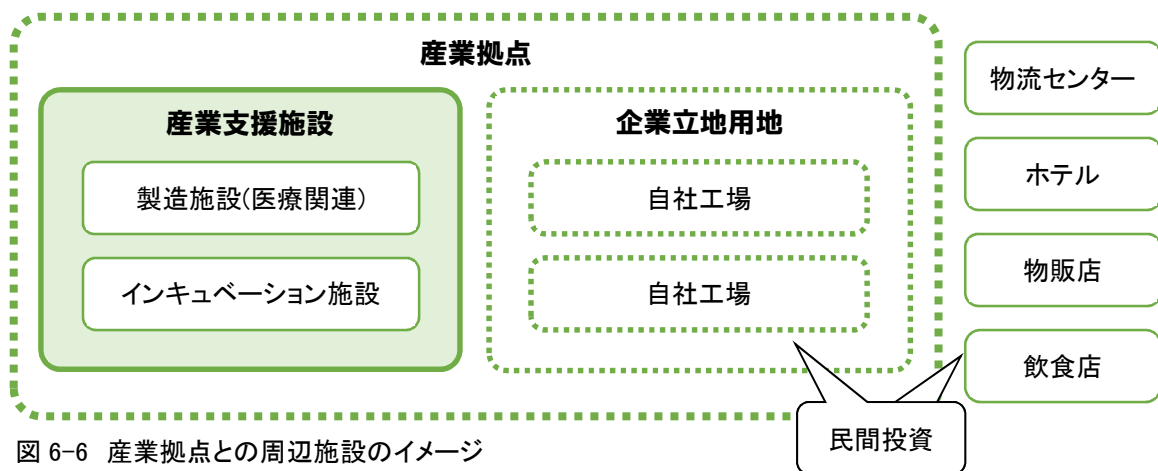 産業拠点
産業支援施設
製造施設(医療関連)
インキュベーション施設
企業立地用地
自社工場
自社工場
物流センター
ホテル
物販店
飲食店
民間投資
図 6-6 産業拠点との周辺施設のイメージ